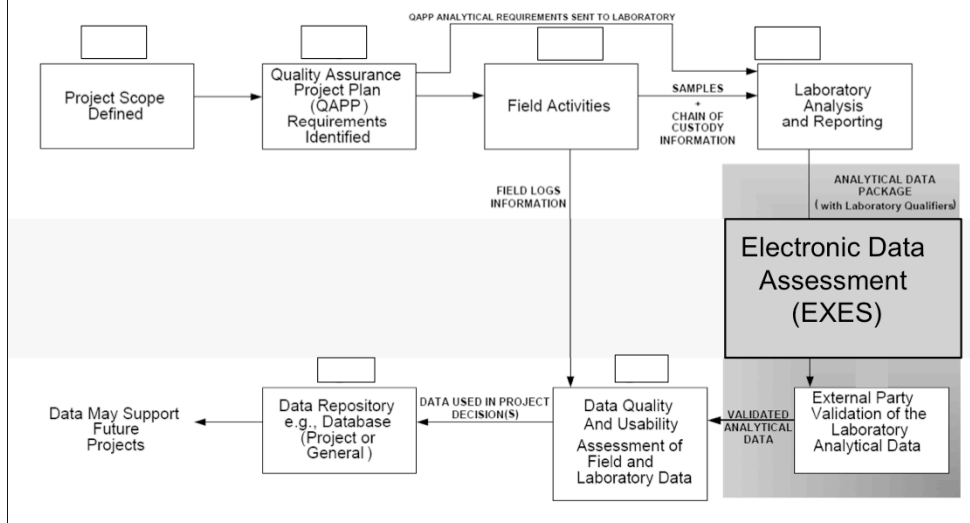 QAPP ANALYTICAL REQUIREMENTS SENT TO LABORATORY
Project Scope
Defined
Quality Assurance
Project Plan
(QAPP)
Requirements
Identified
Field Activities
SAMPLES
+
CHAIN OF
CUSTODY
INFORMATION
Laboratory
Analysis
and Reporting
FIELD LOGS
INFORMATION
ANALYTICAL DATA
PACKAGE
(with Laboratory Qualifiers)
Electronic Data
Assessment
(EXES)
Data May Support
Future
Projects
Data Repository
e.g., Database
(Project or
General)
DATA USED IN PROJECT
DECISION(S)
Data Quality
And Usability
Assessment of
Field and
Laboratory Data
VALIDATED
ANALYTICAL
DATA
External Party
Validation of the
Laboratory
Analytical Data